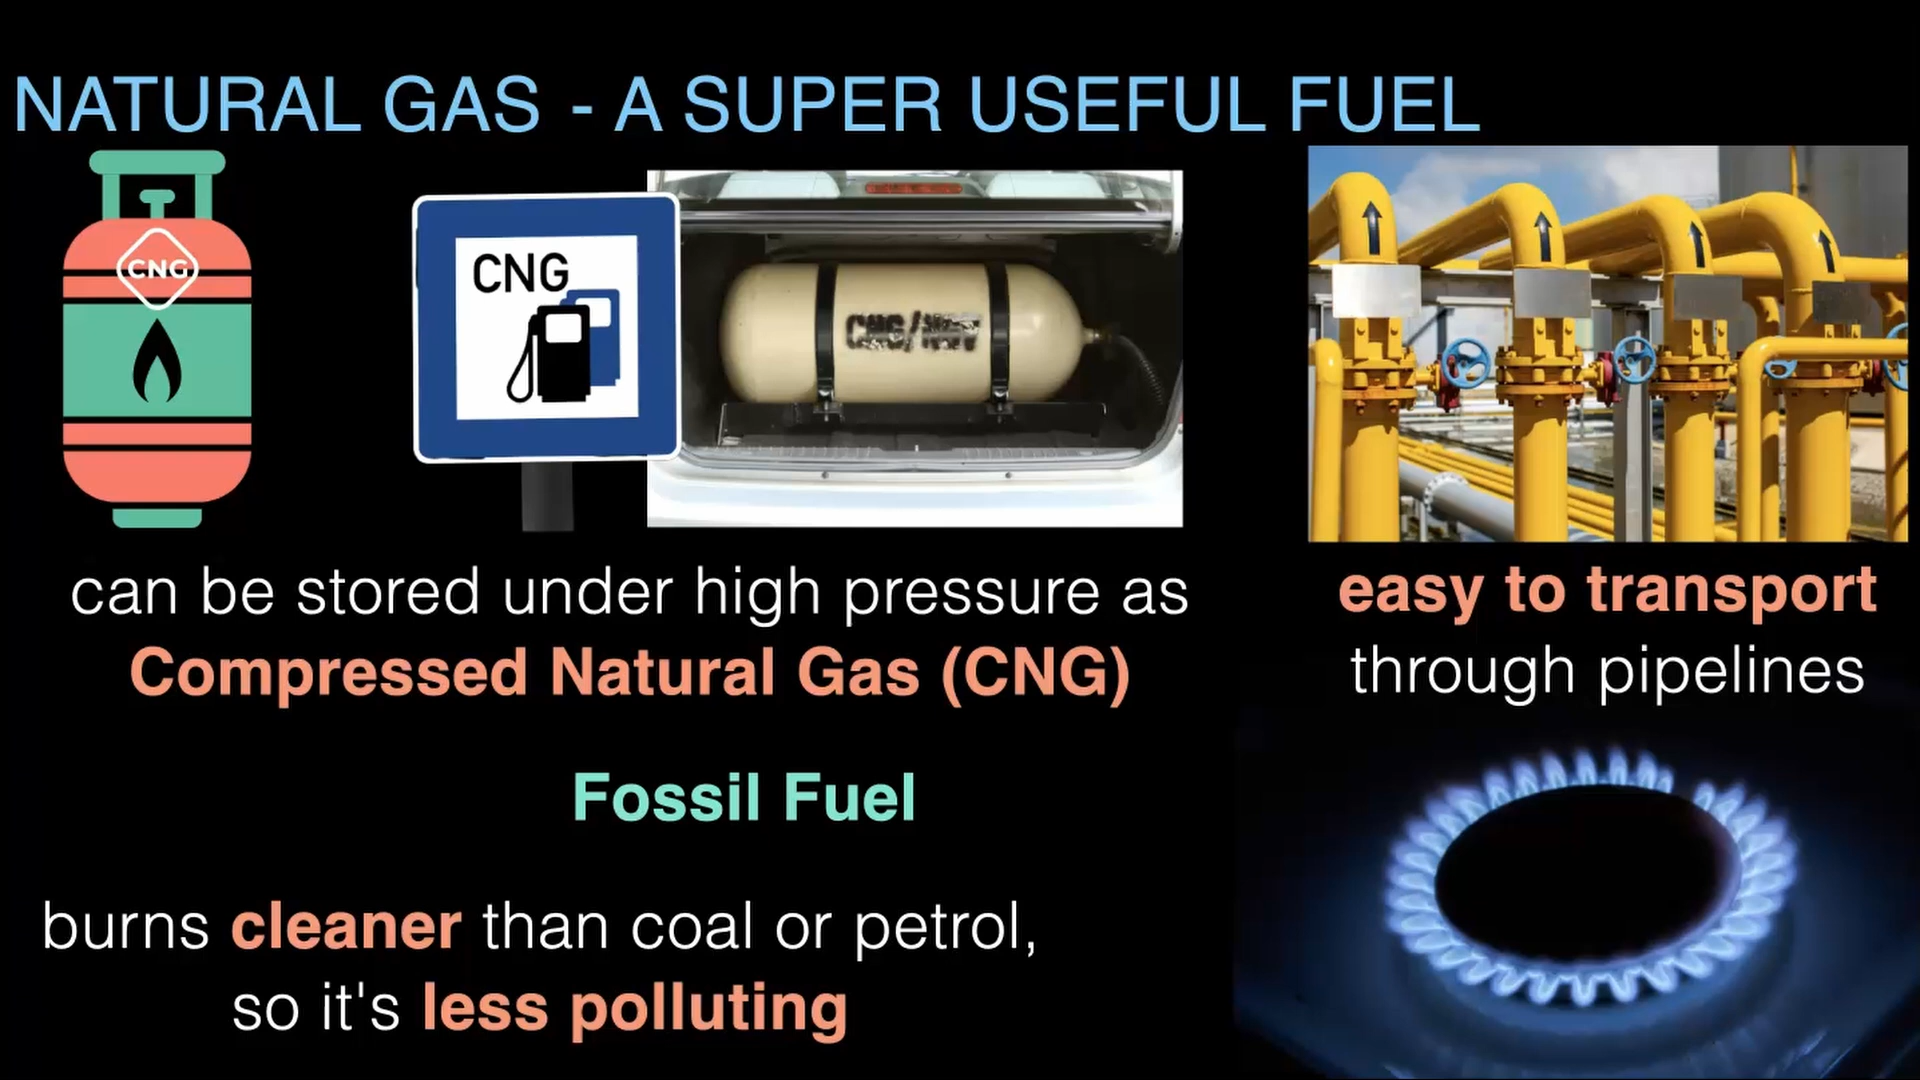 NATURAL GAS - A SUPER USEFUL FUEL
CNG
CNG
can be stored under high pressure as
Compressed Natural Gas (CNG)
easy to transport
through pipelines
Fossil Fuel
burns cleaner than coal or petrol,
so it's less polluting